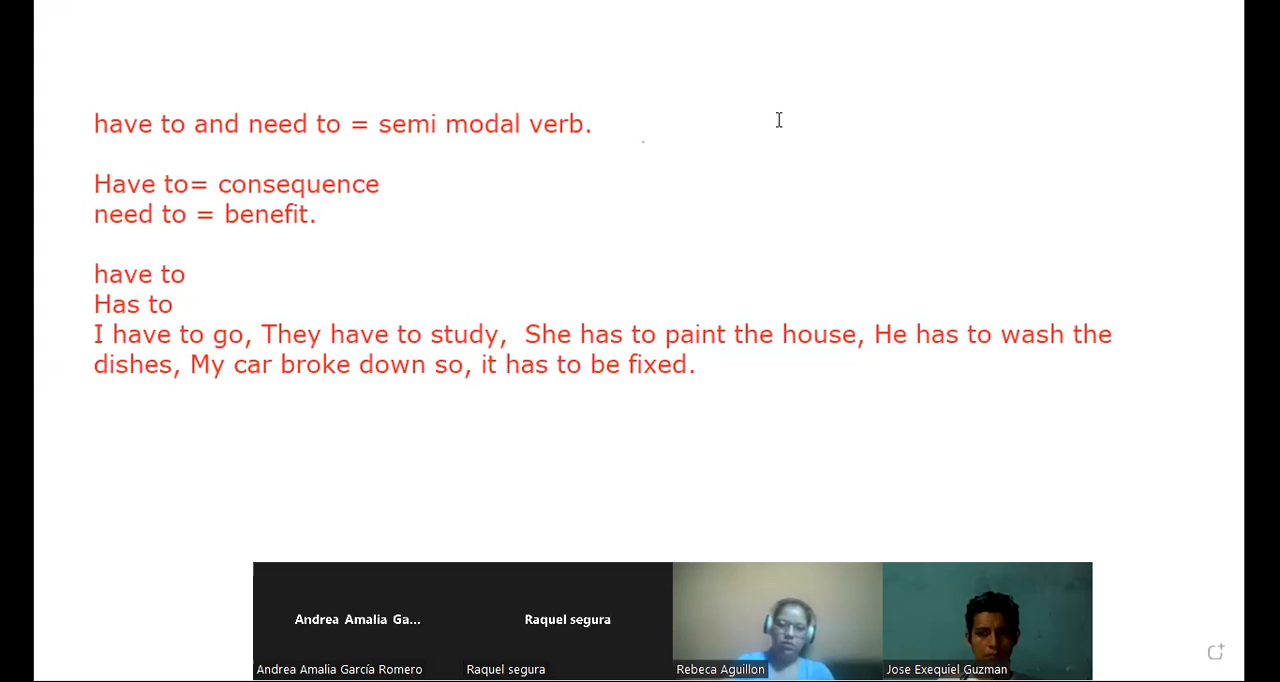 have to and need to = semi modal verb.
Have to= consequence
need to = benefit.
have to
Has to
I have to go, They have to study,  She has to paint the house, He has to wash the
dishes, My car broke down so, it has to be fixed.
Andrea Amalia Ga...
Raquel segura
Andrea Amalia García Romero
Raquel segura
Rebeca Aguillon
Jose Exequiel Guzman